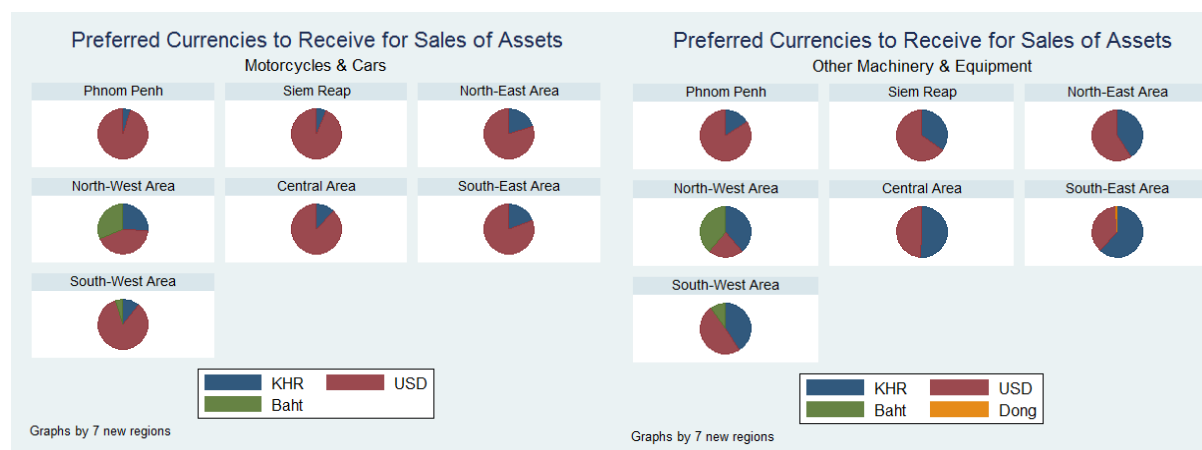 Preferred Currencies to Receive for Sales of Assets
Motorcycles & Cars
Phnom Penh
Siem Reap
North-East Area
North-West Area
Central Area
South-East Area
South-West Area
KHR
USD
Baht
Graphs by 7 new regions
Preferred Currencies to Receive for Sales of Assets
Other Machinery & Equipment
Phnom Penh
Siem Reap
North-East Area
North-West Area
Central Area
South-East Area
South-West Area
KHR
USD
Baht
Dong
Graphs by 7 new regions